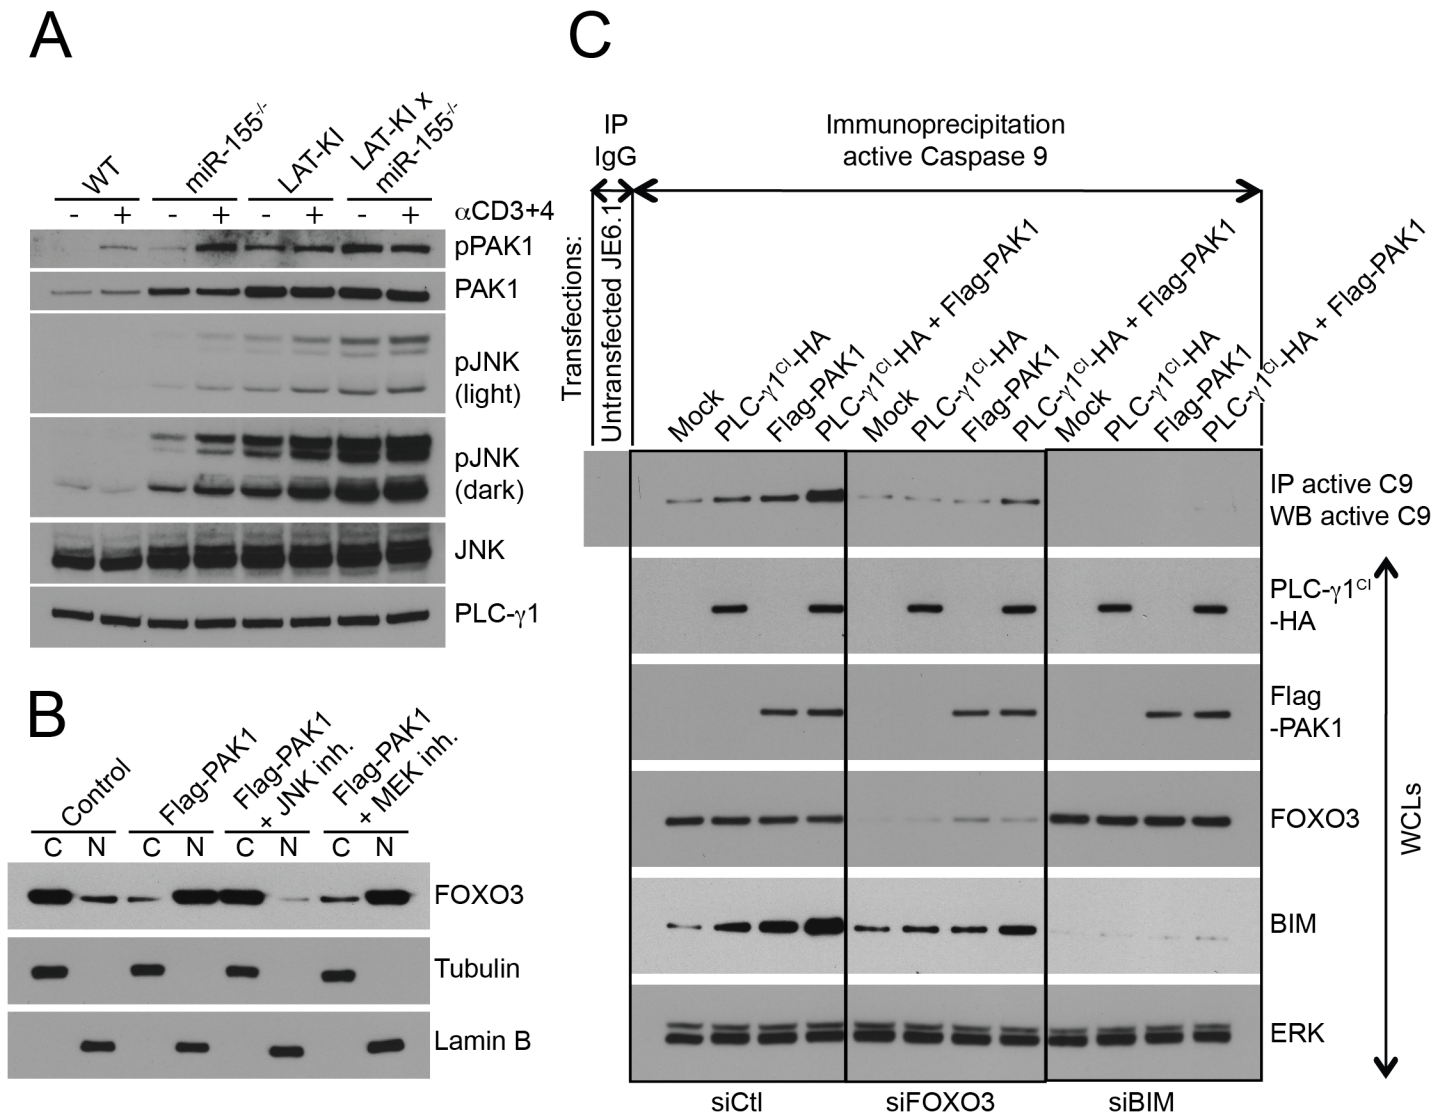 A
WT
miR-155-/-
LAT-KI
LAT-KI x
miR-155-/-
- + - + - + - + αCD3+4
pPAK1
PAK1
pJNK
(light)
pJNK
(dark)
JNK
PLC-γ1
B
Control
Flag-PAK1
Flag-PAK1
+ JNK inh.
Flag-PAK1
+ MEK inh.
C N C N C N C N
FOXO3
Tubulin
Lamin B
C
IP
IgG
Immunoprecipitation
active Caspase 9
Transfections:
Untransfected JE6.1
Mock
PLC-γ1CI-HA
Flag-PAK1
PLC-γ1CI-HA + Flag-PAK1
Mock
PLC-γ1CI-HA
Flag-PAK1
PLC-γ1CI-HA + Flag-PAK1
Mock
PLC-γ1CI-HA
Flag-PAK1
PLC-γ1CI-HA + Flag-PAK1
IP active C9
WB active C9
PLC-γ1CI
-HA
Flag
-PAK1
FOXO3
BIM
ERK
WCLs
siCtl siFOXO3 siBIM